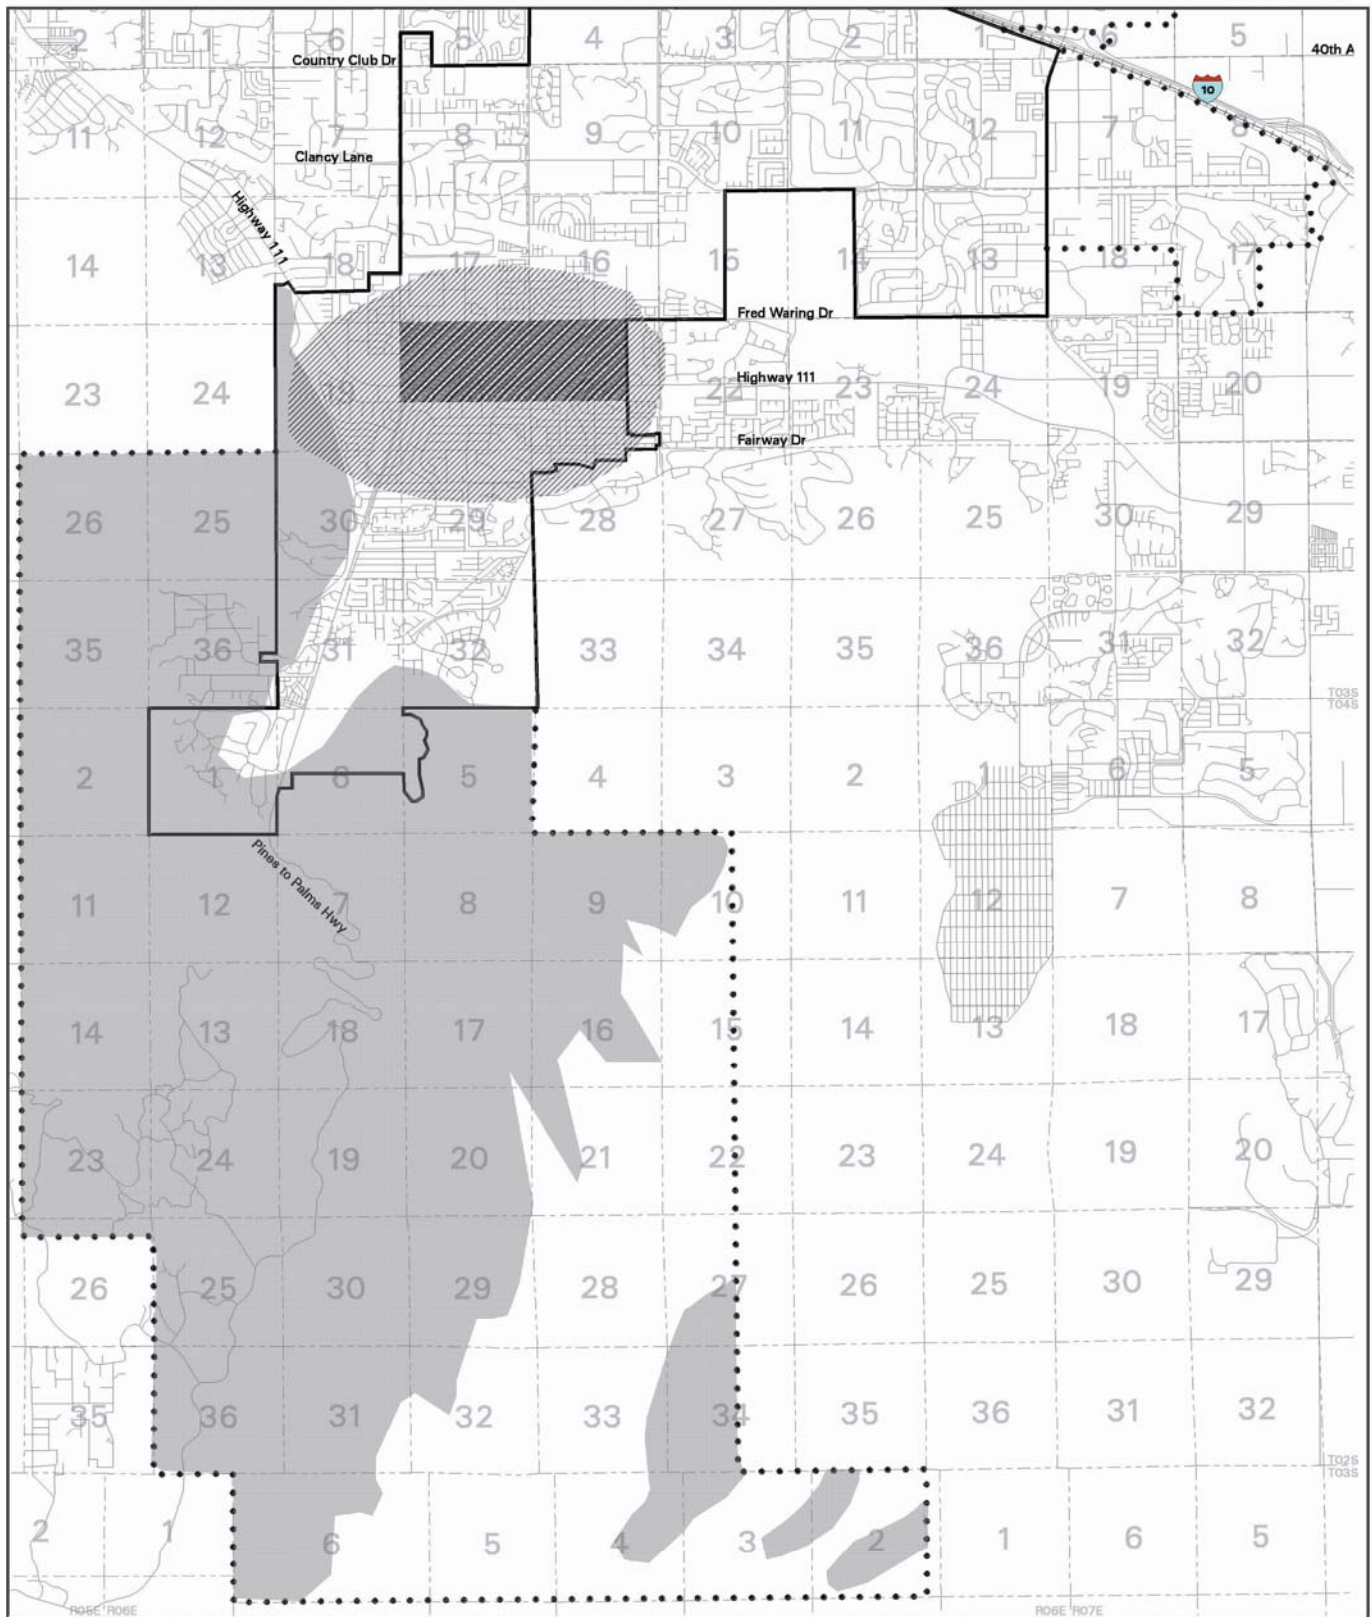 2 1 6 5 4 3 2 1 6 5
Country Club Dr
40th A
10
11 12 7 8 9 10 11 12 7 8
Clancy Lane
Highway 111
14 13 18 17 16 15 14 13 18 17
Fred Waring Dr
Highway 111
23 24 22 23 24 19 20
Fairway Dr
26 25 30 29 28 27 26 25 30 29
35 36 31 32 33 34 35 36 31 32
T03S
T04S
2 1 6 5 4 3 2 1 6 5
Pines to Palms Hwy
11 12 7 8 9 10 11 12 7 8
14 13 18 17 16 15 14 13 18 17
23 24 19 20 21 22 23 24 19 20
26 25 30 29 28 27 26 25 30 29
35 36 31 32 33 34 35 36 31 32
T02S
T03S
2 1 6 5 4 3 2 1 6 5
R05E R06E
R06E R07E